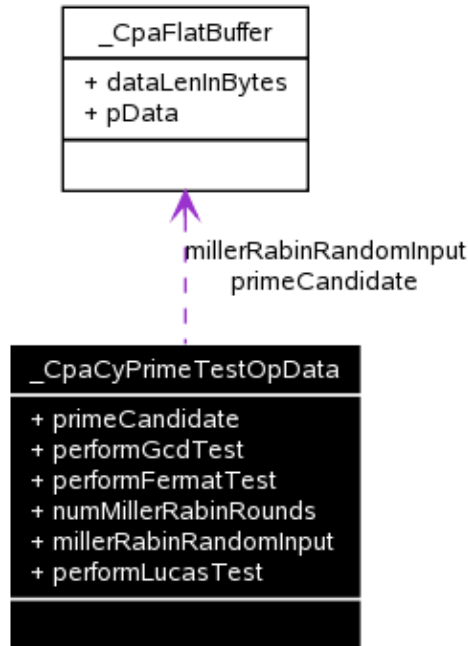 _CpaFlatBuffer
+ dataLenInBytes
+ pData
millerRabinRandomInput
primeCandidate
_CpaCyPrimeTestOpData
+ primeCandidate
+ performGcdTest
+ performFermatTest
+ numMillerRabinRounds
+ millerRabinRandomInput
+ performLucasTest